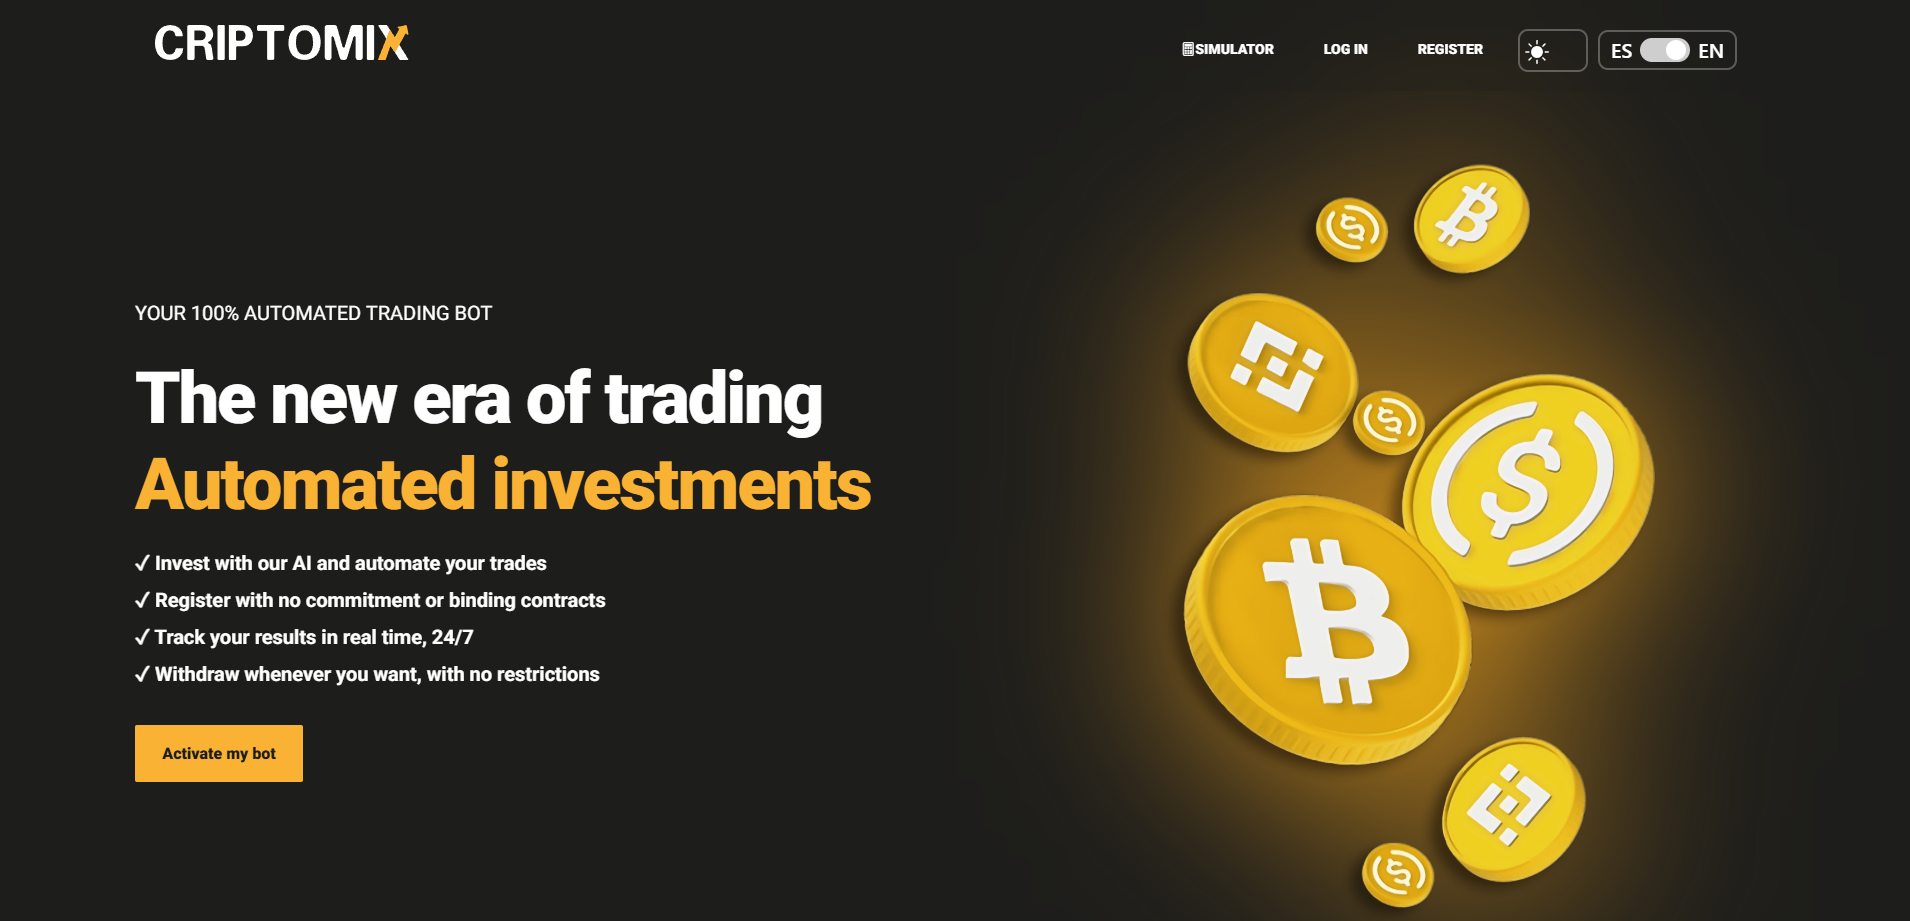 CRIPTOMIX
SIMULATOR
LOG IN
REGISTER
ES
EN
YOUR 100% AUTOMATED TRADING BOT
The new era of trading
Automated investments
✓ Invest with our AI and automate your trades
✓ Register with no commitment or binding contracts
✓ Track your results in real time, 24/7
✓ Withdraw whenever you want, with no restrictions
Activate my bot